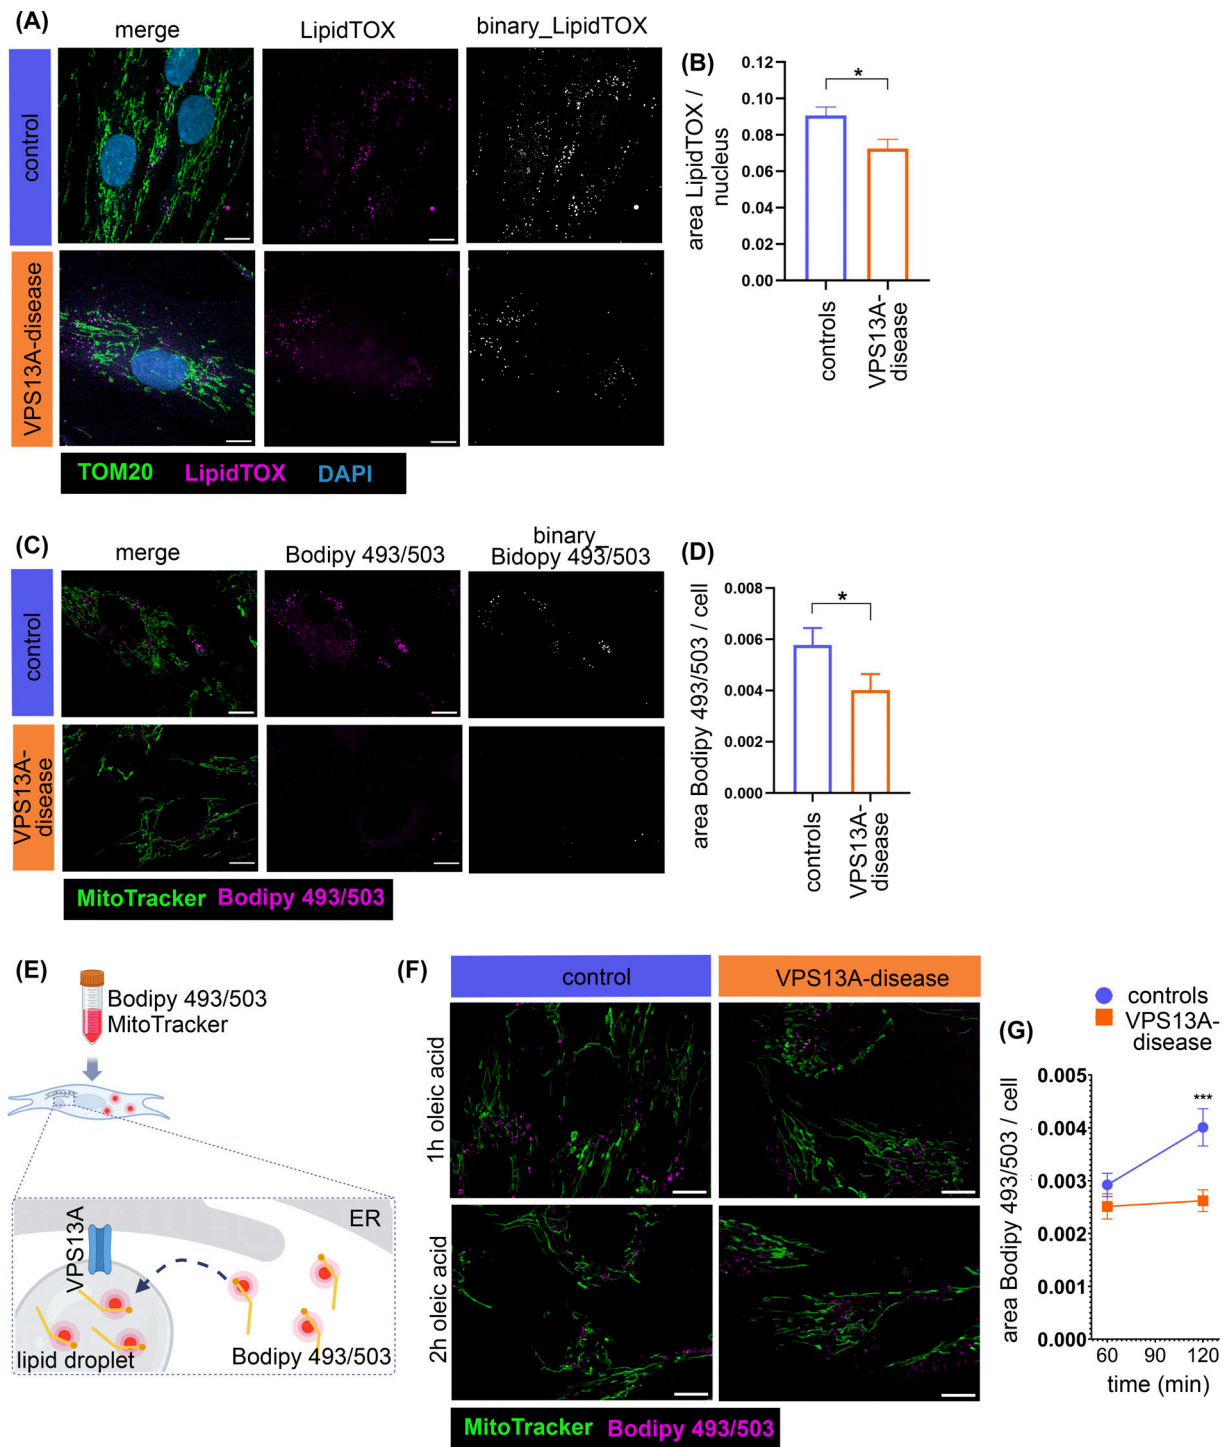 (A)
merge
LipidTOX
binary_LipidTOX
control
VPS13A-disease
TOM20 LipidTOX DAPI
(B)
area LipidTOX /
nucleus
0.12
0.10
0.08
0.06
0.04
0.02
0.00
*
controls
VPS13A-
disease
(C)
merge
Bodipy 493/503
binary_
Bidopy 493/503
control
VPS13A-
disease
MitoTracker Bodipy 493/503
(D)
area Bodipy 493/503 / cell
0.008
0.006
0.004
0.002
0.000
*
controls
VPS13A-
disease
(E)
Bodipy 493/503
MitoTracker
ER
VPS13A
lipid droplet
Bodipy 493/503
(F)
control
VPS13A-disease
1h oleic acid
2h oleic acid
MitoTracker Bodipy 493/503
(G)
controls
VPS13A-
disease
area Bodipy 493/503 / cell
0.005
0.004
0.003
0.002
0.001
0.000
***
60 90 120
time (min)